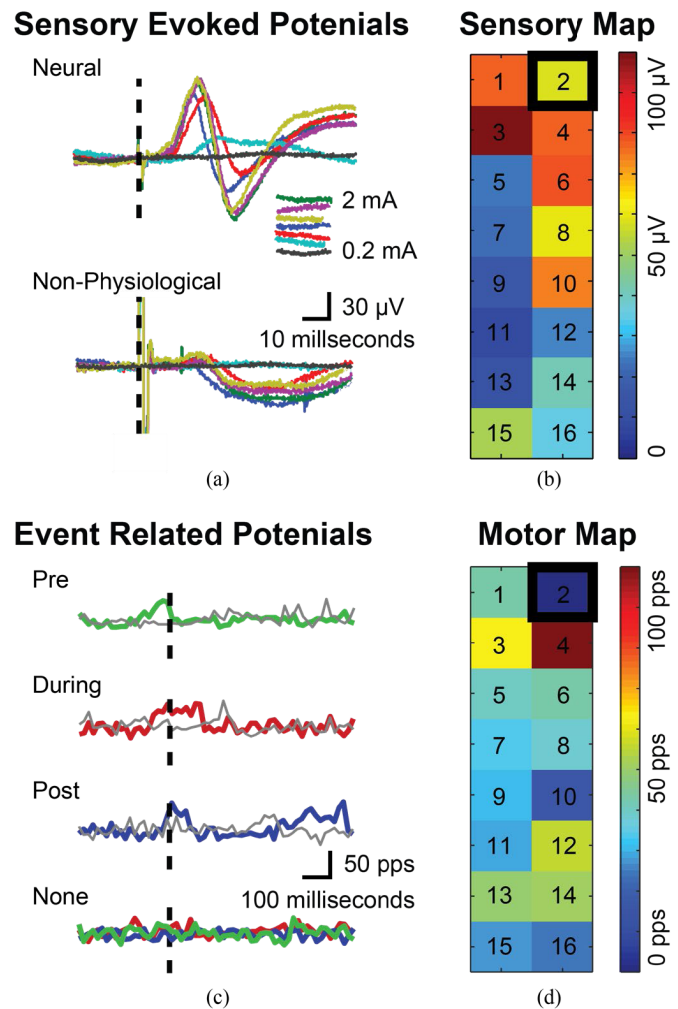 Sensory Evoked Potenials
Neural
2 mA
0.2 mA
Non-Physiological
30 µV
10 millseconds
(a)
Sensory Map
1 2
3 4
5 6
7 8
9 10
11 12
13 14
15 16
100 µV
50 µV
0
(b)
Event Related Potenials
Pre
During
Post
50 pps
100 milliseconds
None
(c)
Motor Map
1 2
3 4
5 6
7 8
9 10
11 12
13 14
15 16
100 pps
50 pps
0 pps
(d)